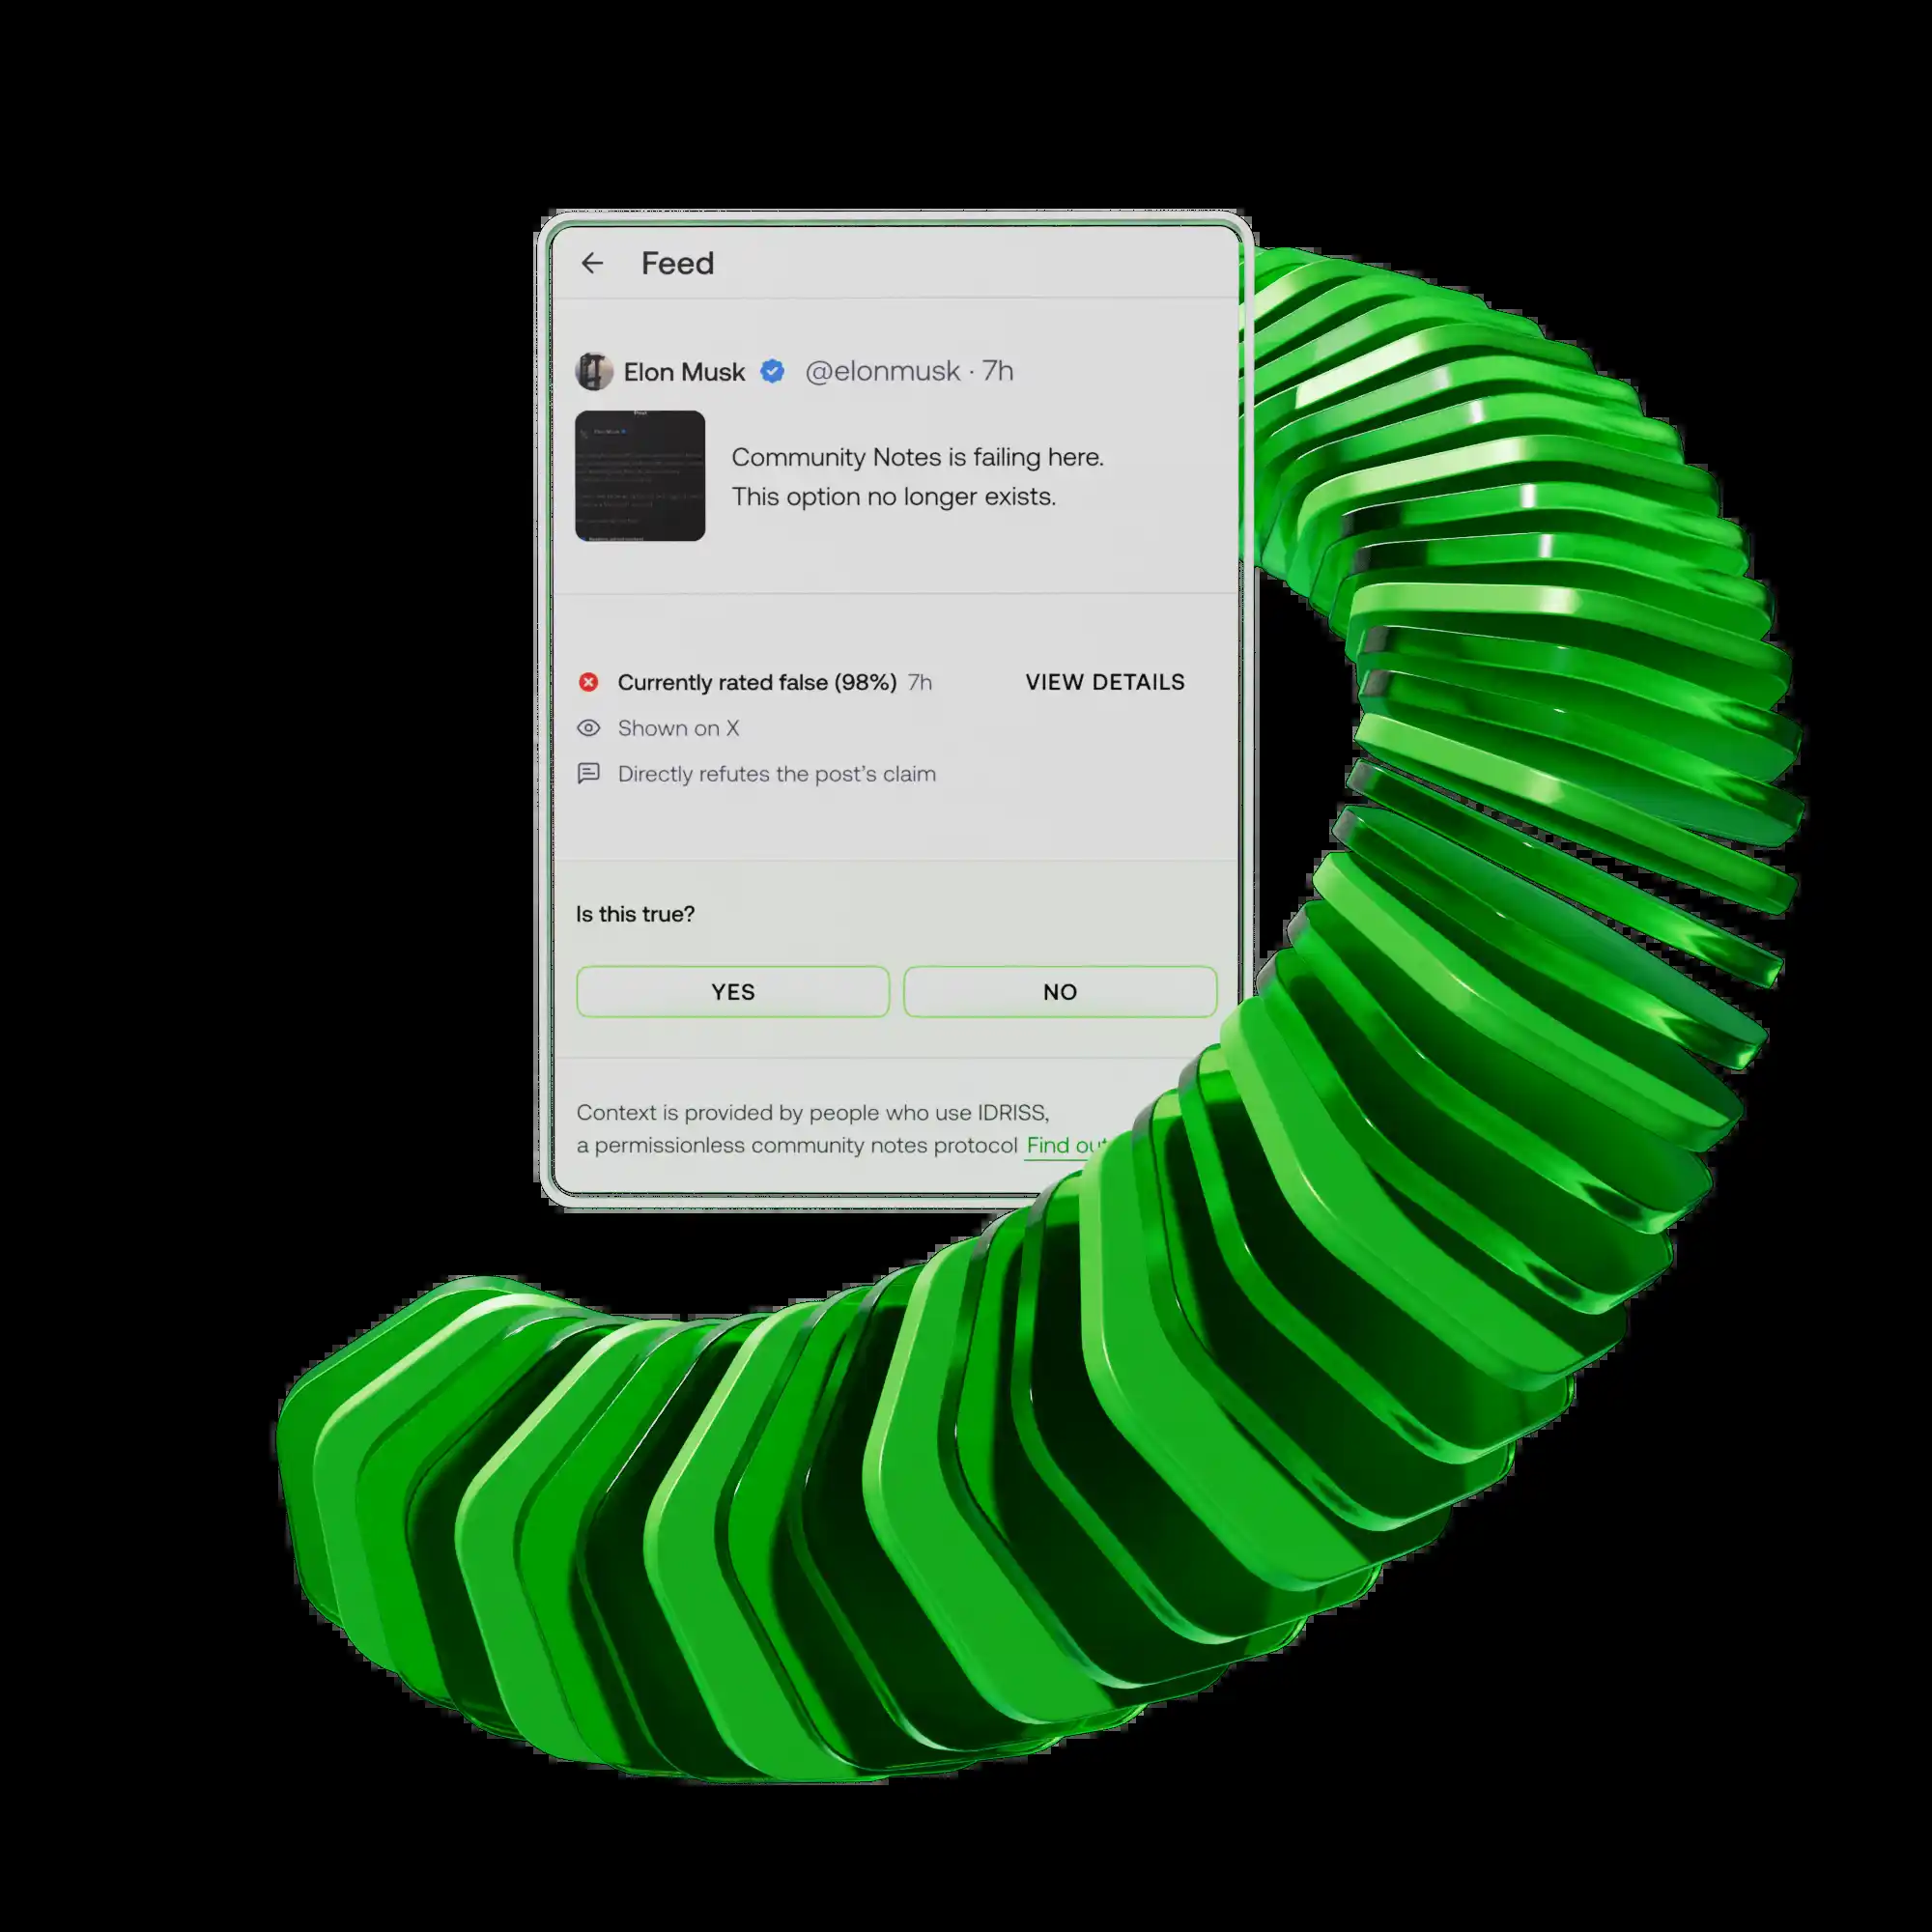 Feed
Elon Musk @elonmusk · 7h
Community Notes is failing here.
This option no longer exists.
Currently rated false (98%) 7h VIEW DETAILS
Shown on X
Directly refutes the post’s claim
Is this true?
YES NO
Context is provided by people who use IDRISS,
a permissionless community notes protocol Find out